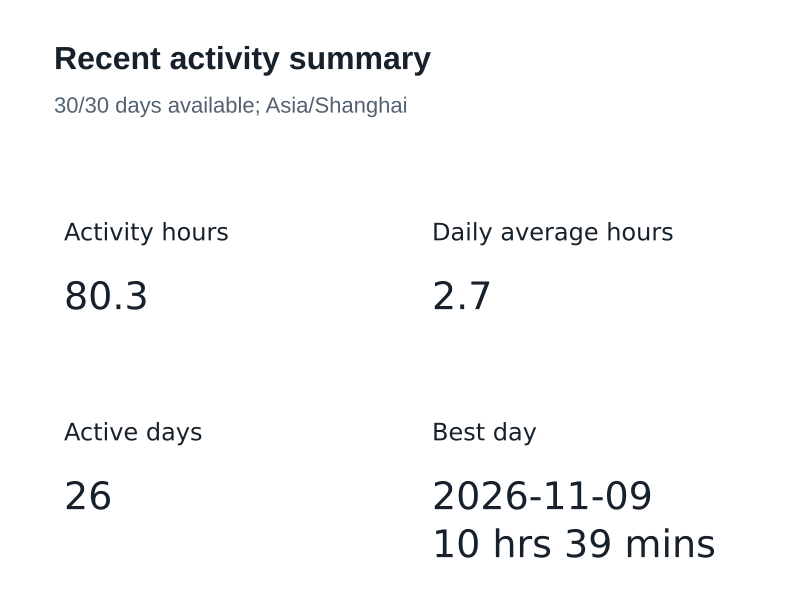 Recent activity summary
30/30 days available; Asia/Shanghai
Activity hours
80.3
Daily average hours
2.7
Active days
26
Best day
2026-11-09
10 hrs 39 mins